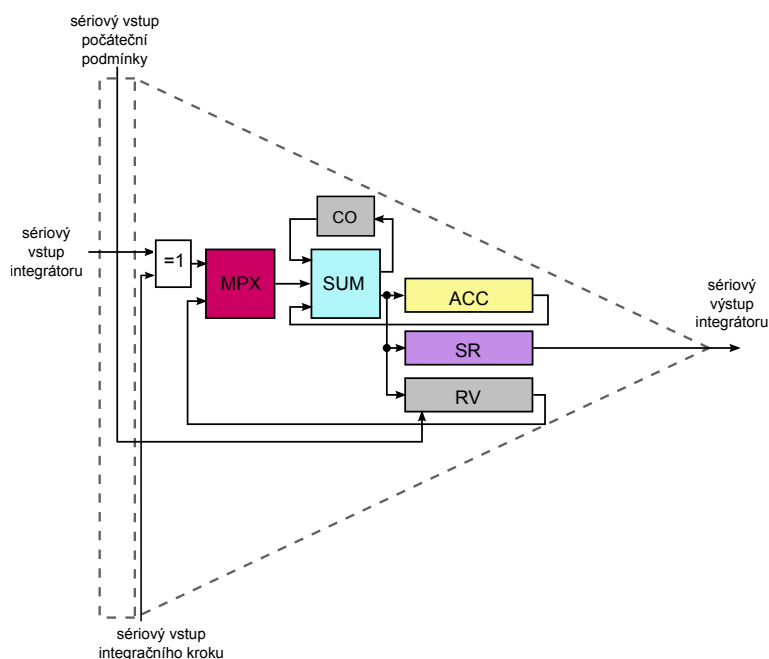 sériový vstup
počáteční
podmínky
CO
sériový
vstup
integrátoru
=1
MPX
SUM
ACC
sériový
výstup
integrátoru
SR
RV
sériový vstup
integračního kroku